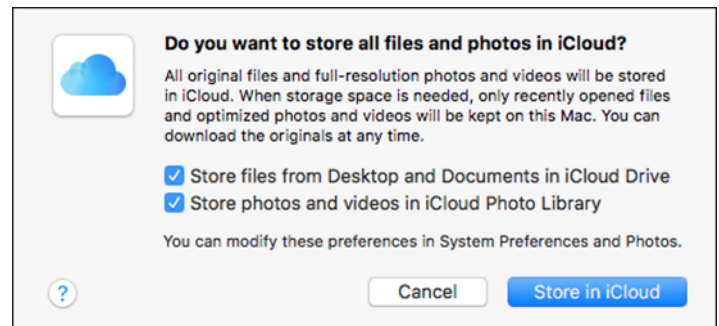 Do you want to store all files and photos in iCloud?
All original files and full-resolution photos and videos will be stored
in iCloud. When storage space is needed, only recently opened files
and optimized photos and videos will be kept on this Mac. You can
download the originals at any time.
Store files from Desktop and Documents in iCloud Drive
Store photos and videos in iCloud Photo Library
You can modify these preferences in System Preferences and Photos.
?
Cancel
Store in iCloud